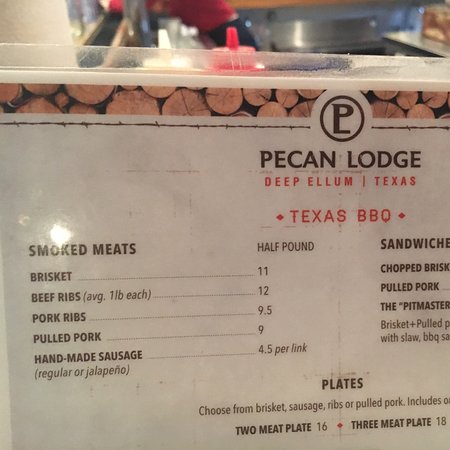 P
PECAN LODGE
DEEP ELLUM | TEXAS
TEXAS BBQ
SMOKED MEATS HALF POUND
BRISKET 11
BEEF RIBS (avg. 1lb each) 12
PORK RIBS 9.5
PULLED PORK 9
HAND-MADE SAUSAGE 4.5 per link
(regular or jalapeño)
SANDWICHE
CHOPPED BRISK
PULLED PORK
THE "PITMASTER
Brisket+Pulled p
with slaw, bbq sa
PLATES
Choose from brisket, sausage, ribs or pulled pork. Includes o
TWO MEAT PLATE 16 ♦ THREE MEAT PLATE 18